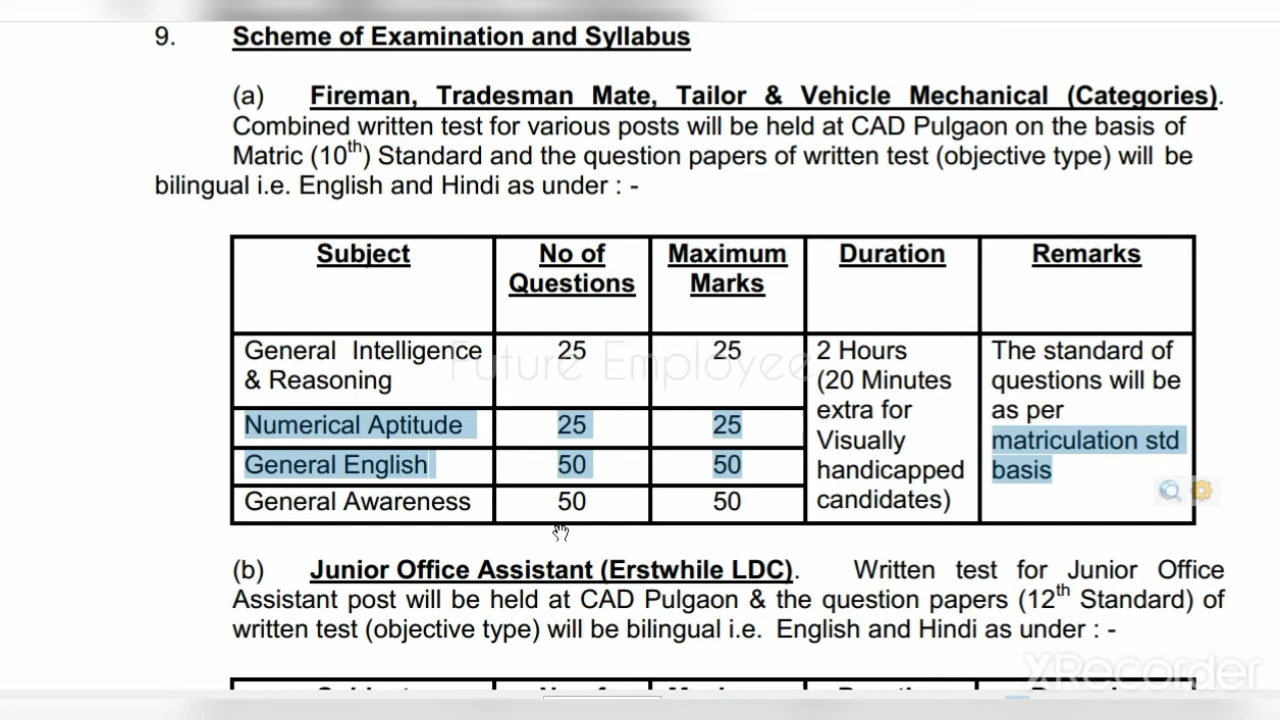 9. Scheme of Examination and Syllabus
(a) Fireman, Tradesman Mate, Tailor & Vehicle Mechanical (Categories).
Combined written test for various posts will be held at CAD Pulgaon on the basis of
Matric (10th) Standard and the question papers of written test (objective type) will be
bilingual i.e. English and Hindi as under : -
Subject No of Questions Maximum Marks Duration Remarks
General Intelligence & Reasoning 25 25
Numerical Aptitude 25 25
General English 50 50
General Awareness 50 50
2 Hours
(20 Minutes
extra for
Visually
handicapped
candidates)
The standard of
questions will be
as per
matriculation std
basis
Future Employee
(b) Junior Office Assistant (Erstwhile LDC). Written test for Junior Office
Assistant post will be held at CAD Pulgaon & the question papers (12th Standard) of
written test (objective type) will be bilingual i.e. English and Hindi as under : -
XRecorder